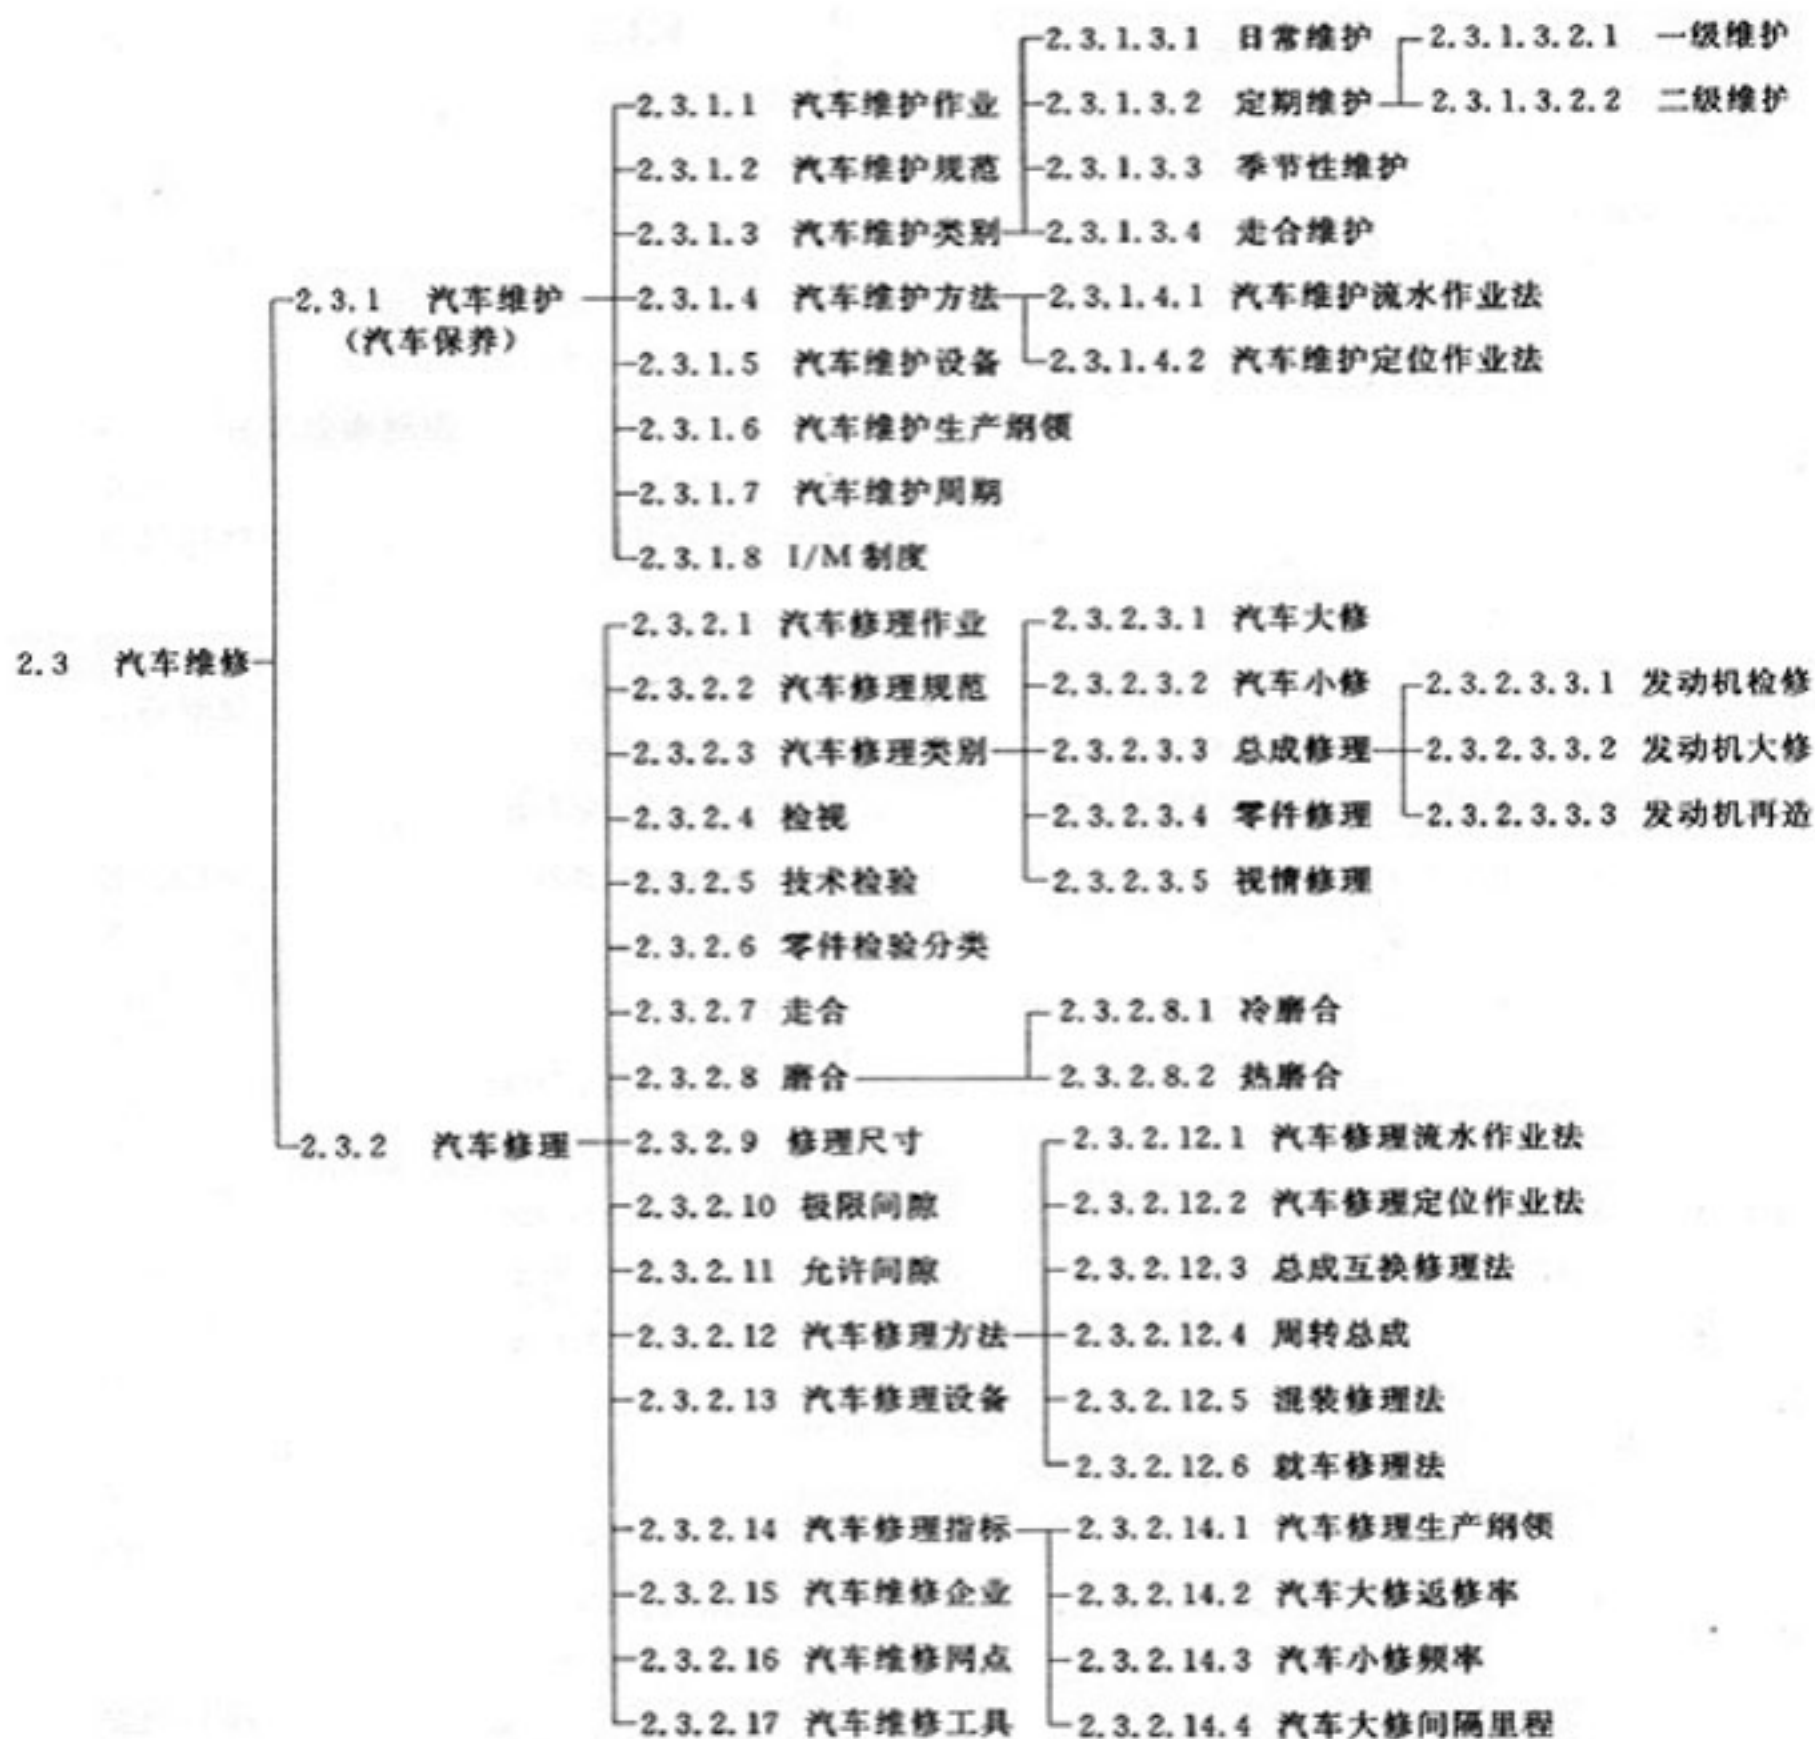 2.3.1.3.1 日常维护 2.3.1.3.2.1 一级维护
2.3.1.1 汽车维护作业 2.3.1.3.2 定期维护 2.3.1.3.2.2 二级维护
2.3.1.2 汽车维护规范 2.3.1.3.3 季节性维护
2.3.1.3 汽车维护类别 2.3.1.3.4 走合维护
2.3.1 汽车维护 2.3.1.4 汽车维护方法 2.3.1.4.1 汽车维护流水作业法
（汽车保养）
2.3.1.5 汽车维护设备 2.3.1.4.2 汽车维护定位作业法
2.3.1.6 汽车维护生产纲领
2.3.1.7 汽车维护周期
2.3.1.8 I/M制度
2.3.2.1 汽车修理作业 2.3.2.3.1 汽车大修
2.3 汽车维修
2.3.2.2 汽车修理规范 2.3.2.3.2 汽车小修 2.3.2.3.3.1 发动机检修
2.3.2.3 汽车修理类别 2.3.2.3.3 总成修理 2.3.2.3.3.2 发动机大修
2.3.2.4 检视 2.3.2.3.4 零件修理 2.3.2.3.3.3 发动机再造
2.3.2.5 技术检验 2.3.2.3.5 视情修理
2.3.2.6 零件检验分类
2.3.2.7 走合 2.3.2.8.1 冷磨合
2.3.2.8 磨合 2.3.2.8.2 热磨合
2.3.2 汽车修理 2.3.2.9 修理尺寸 2.3.2.12.1 汽车修理流水作业法
2.3.2.10 极限间隙 2.3.2.12.2 汽车修理定位作业法
2.3.2.11 允许间隙 2.3.2.12.3 总成互换修理法
2.3.2.12 汽车修理方法 2.3.2.12.4 周转总成
2.3.2.13 汽车修理设备 2.3.2.12.5 混装修理法
2.3.2.12.6 就车修理法
2.3.2.14 汽车修理指标 2.3.2.14.1 汽车修理生产纲领
2.3.2.15 汽车维修企业 2.3.2.14.2 汽车大修返修率
2.3.2.16 汽车维修网点 2.3.2.14.3 汽车小修频率
2.3.2.17 汽车维修工具 2.3.2.14.4 汽车大修间隔里程